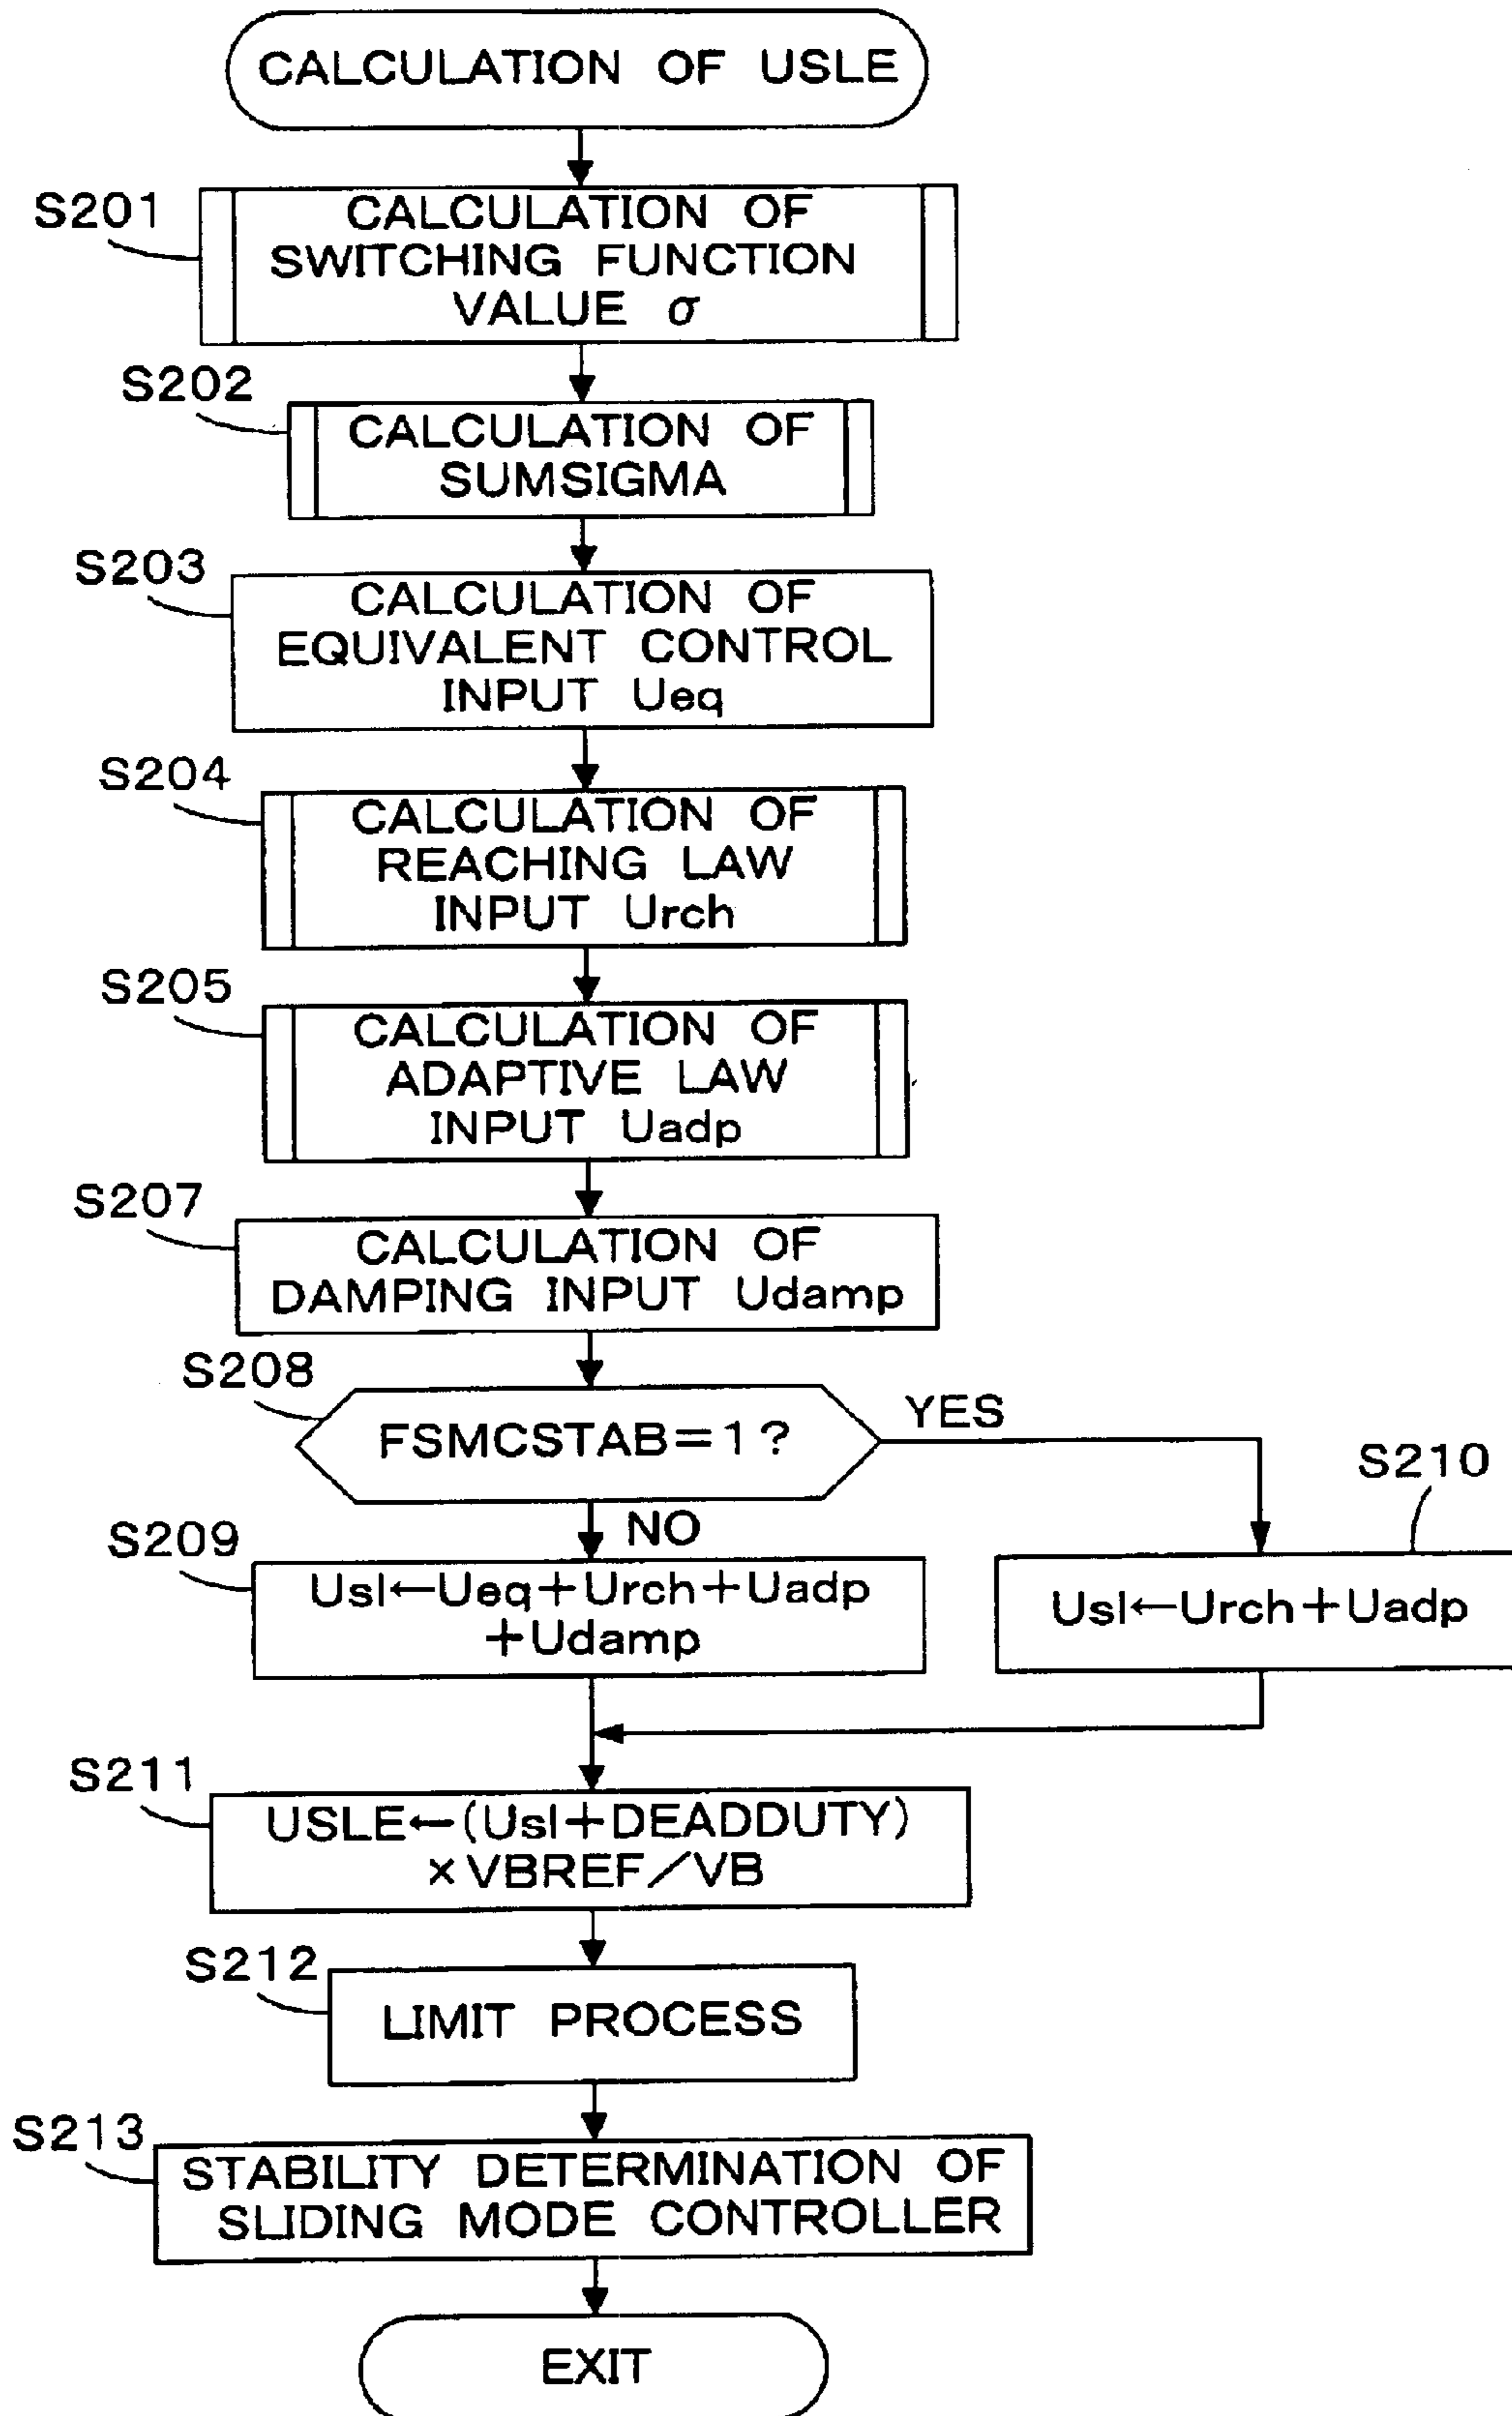 CALCULATION OF USLE
S201
CALCULATION OF
SWITCHING FUNCTION
VALUE σ
S202
CALCULATION OF
SUMSIGMA
S203
CALCULATION OF
EQUIVALENT CONTROL
INPUT Ueq
S204
CALCULATION OF
REACHING LAW
INPUT Urch
S205
CALCULATION OF
ADAPTIVE LAW
INPUT Uadp
S207
CALCULATION OF
DAMPING INPUT Udamp
S208
FSMCSTAB=1?
YES
NO
S209
Usl←Ueq+Urch+Uadp
+Udamp
S210
Usl←Urch+Uadp
S211
USLE←(Usl+DEADDUTY)
×VBREF/VB
S212
LIMIT PROCESS
S213
STABILITY DETERMINATION OF
SLIDING MODE CONTROLLER
EXIT